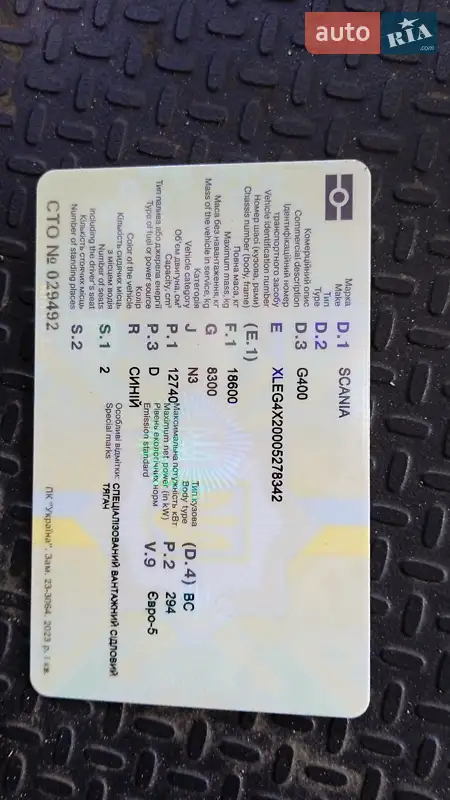 auto RIA .com
Марка
Make D.1 SCANIA
Тип
Type D.2
Комерційний опис
Commercial description D.3 G400
Ідентифікаційний номер
транспортного засобу
Vehicle identification number E XLEG4X20005278342
Номер шасі (кузова, рами)
Chassis number (body, frame) (E.1)
Повна маса, кг
Maximum mass, kg F.1 18600
Маса без навантаження, кг
Mass of the vehicle in service, kg G 8300
Категорія
Vehicle category J N3
Тип кузова
Body type (D.4) BC
Об'єм двигуна, см³
Capacity, cm³ P.1 12740
Максимальна потужність, кВт
Maximum net power (in kW) P.2 294
Тип палива або джерела енергії
Type of fuel or power source P.3 D
Рівень екологічних норм
Emission standard V.9 Євро-5
Колір
Color of the vehicle R СИНІЙ
Кількість сидячих місць
з місцем водія
Number of seats
including the driver's seat S.1 2
Особливі відмітки: СПЕЦІАЛІЗОВАНИЙ ВАНТАЖНИЙ СІДЛОВИЙ
Special marks ТЯГАЧ
Кількість стоячих місць
Number of standing places S.2
СТО № 029492
ПК "Україна". Зам. 23-3064. 2023 р. І кв.